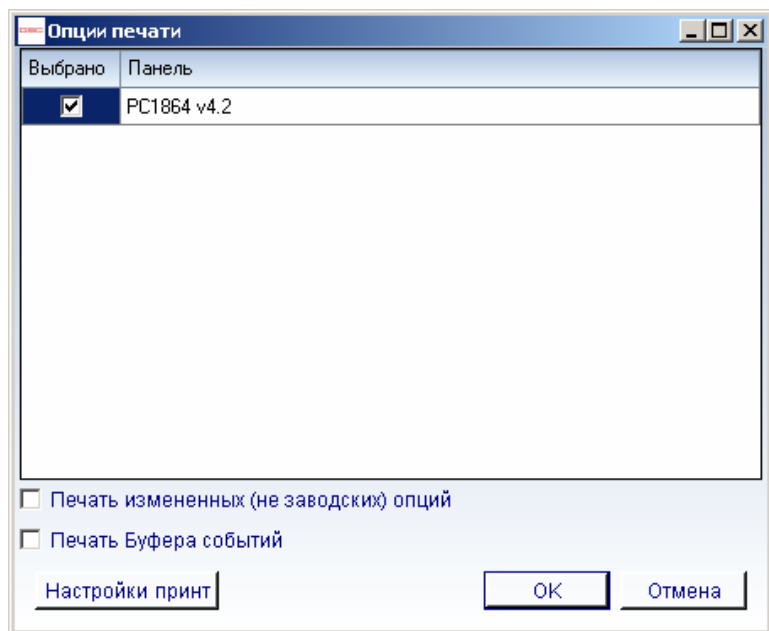 Опции печати
Выбрано Панель
PC1864 v4.2
Печать измененных (не заводских) опций
Печать Буфера событий
Настройки принт OK Отмена